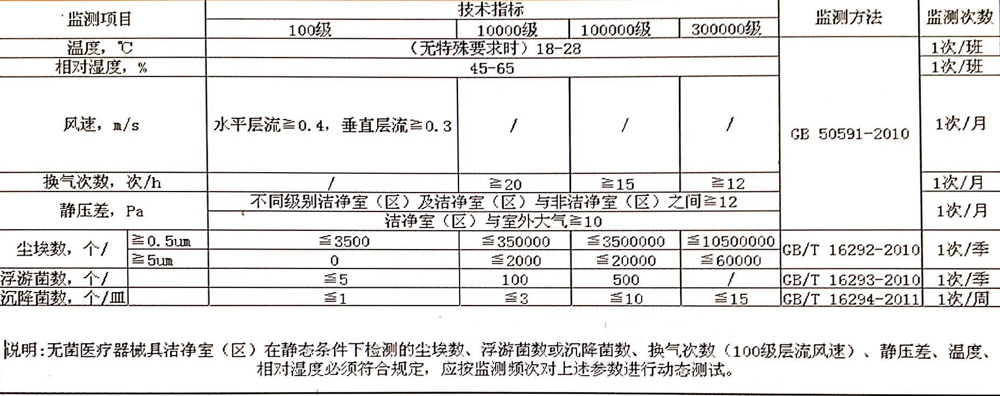 监测项目 技术指标 监测方法 监测次数
100级 10000级 100000级 300000级
温度，℃ （无特殊要求时）18-28 1次/班
相对湿度，% 45-65 1次/班
风速，m/s 水平层流≧0.4，垂直层流≧0.3 / / / GB 50591-2010 1次/月
换气次数，次/h / ≧20 ≧15 ≧12 1次/月
静压差，Pa 不同级别洁净室（区）及洁净室（区）与非洁净室（区）之间≧12 1次/月
洁净室（区）与室外大气≧10
尘埃数，个/ ≧0.5um ≦3500 ≦350000 ≦3500000 ≦10500000 GB/T 16292-2010 1次/季
≧5um 0 ≦2000 ≦20000 ≦60000
浮游菌数，个/ ≦5 100 500 / GB/T 16293-2010 1次/季
沉降菌数，个/皿 ≦1 ≦3 ≦10 ≦15 GB/T 16294-2011 1次/周
说明:无菌医疗器械具洁净室（区）在静态条件下检测的尘埃数、浮游菌数或沉降菌数、换气次数（100级层流风速）、静压差、温度、
相对湿度必须符合规定，应按监测频次对上述参数进行动态测试。